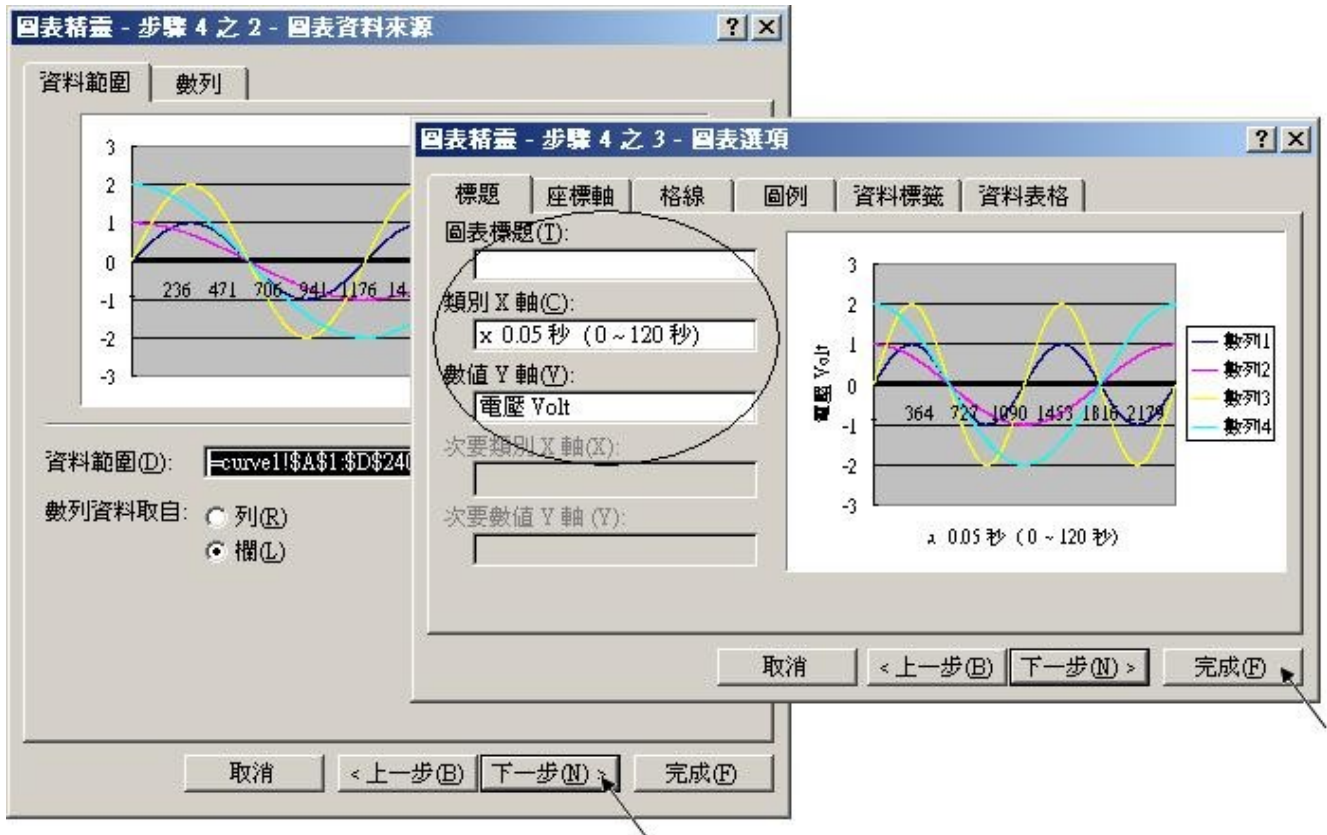 圖表精靈 - 步驟 4 之 2 - 圖表資料來源
資料範圍
數列
3
2
1
0
-1
-2
-3
236 471 706 941 1176
資料範圍(D):
=curve1!$A$1:$D$240
數列資料取自:
列(R)
欄(L)
取消
<上一步(B)
下一步(N)>
完成(F)
圖表精靈 - 步驟 4 之 3 - 圖表選項
標題
座標軸
格線
圖例
資料標籤
資料表格
圖表標題(T):
類別 X 軸(C):
x 0.05 秒 (0 ~ 120 秒)
數值 Y 軸(V):
電壓 Volt
次要類別 X 軸(X):
次要數值 Y 軸 (Y):
3
2
1
0
-1
-2
-3
電壓 Volt
364 727 1090 1453 1816 2179
x 0.05 秒 (0 ~ 120 秒)
數列1
數列2
數列3
數列4
取消
<上一步(B)
下一步(N)>
完成(F)